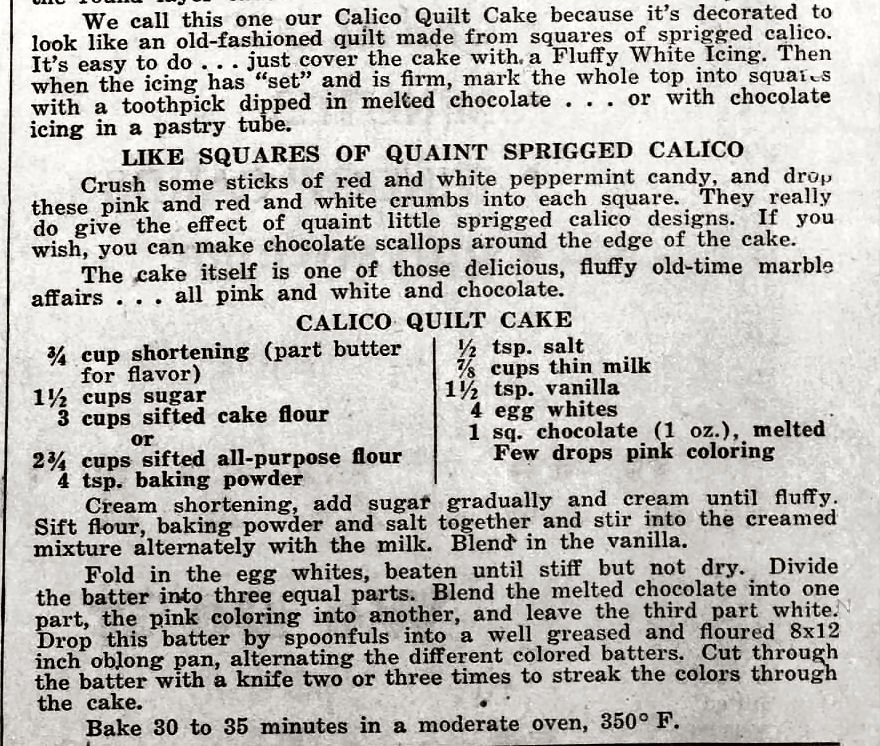 We call this one our Calico Quilt Cake because it's decorated to
look like an old-fashioned quilt made from squares of sprigged calico.
It's easy to do . . . just cover the cake with a Fluffy White Icing. Then
when the icing has "set" and is firm, mark the whole top into squares
with a toothpick dipped in melted chocolate . . . or with chocolate
icing in a pastry tube.
LIKE SQUARES OF QUAINT SPRIGGED CALICO
Crush some sticks of red and white peppermint candy, and drop
these pink and red and white crumbs into each square. They really
do give the effect of quaint little sprigged calico designs. If you
wish, you can make chocolate scallops around the edge of the cake.
The cake itself is one of those delicious, fluffy old-time marble
affairs . . . all pink and white and chocolate.
CALICO QUILT CAKE
¾ cup shortening (part butter
for flavor)
1½ cups sugar
3 cups sifted cake flour
or
2¾ cups sifted all-purpose flour
4 tsp. baking powder
½ tsp. salt
⅞ cups thin milk
1½ tsp. vanilla
4 egg whites
1 sq. chocolate (1 oz.), melted
Few drops pink coloring
Cream shortening, add sugar gradually and cream until fluffy.
Sift flour, baking powder and salt together and stir into the creamed
mixture alternately with the milk. Blend in the vanilla.
Fold in the egg whites, beaten until stiff but not dry. Divide
the batter into three equal parts. Blend the melted chocolate into one
part, the pink coloring into another, and leave the third part white.
Drop this batter by spoonfuls into a well greased and floured 8x12
inch oblong pan, alternating the different colored batters. Cut through
the batter with a knife two or three times to streak the colors through
the cake.
Bake 30 to 35 minutes in a moderate oven, 350° F.